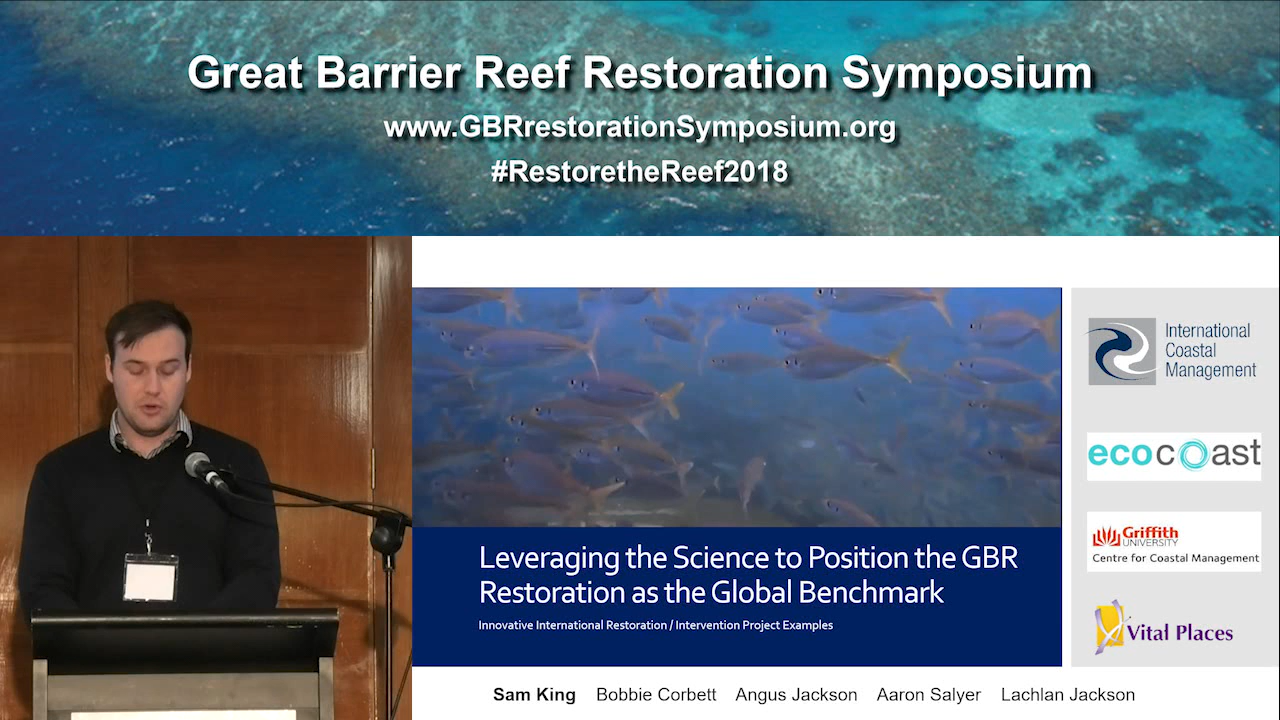 Great Barrier Reef Restoration Symposium
www.GBRrestorationSymposium.org
#RestoretheReef2018
International
Coastal
Management
ecocoast
Griffith
UNIVERSITY
Centre for Coastal Management
Vital Places
Leveraging the Science to Position the GBR
Restoration as the Global Benchmark
Innovative International Restoration / Intervention Project Examples
Sam King Bobbie Corbett Angus Jackson Aaron Salyer Lachlan Jackson